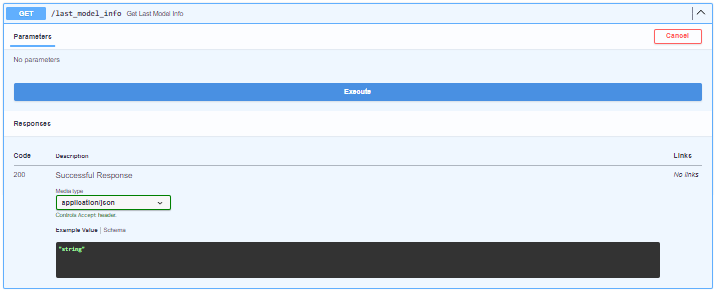 GET /last_model_info Get Last Model Info
Parameters
Cancel
No parameters
Execute
Responses
Code Description Links
200 Successful Response No links
Media type
application/json
Controls Accept header.
Example Value | Schema
"string"